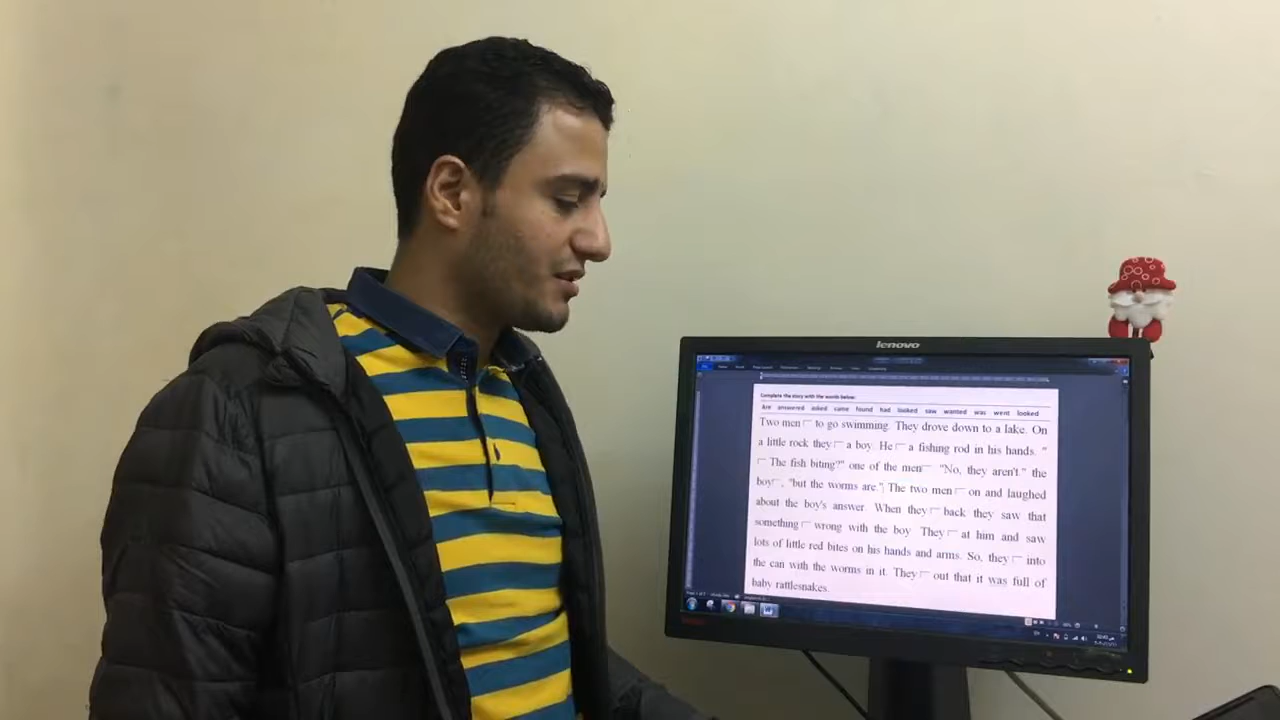 lenovo
Complete the story with the words below:
Are answered asked came found had looked saw wanted was went looked
Two men to go swimming. They drove down to a lake. On
a little rock they a boy. He a fishing rod in his hands. "
The fish biting?" one of the men "No, they aren't." the
boy , "but the worms are." The two men on and laughed
about the boy's answer. When they back they saw that
something wrong with the boy. They at him and saw
lots of little red bites on his hands and arms. So, they into
the can with the worms in it. They out that it was full of
baby rattlesnakes.